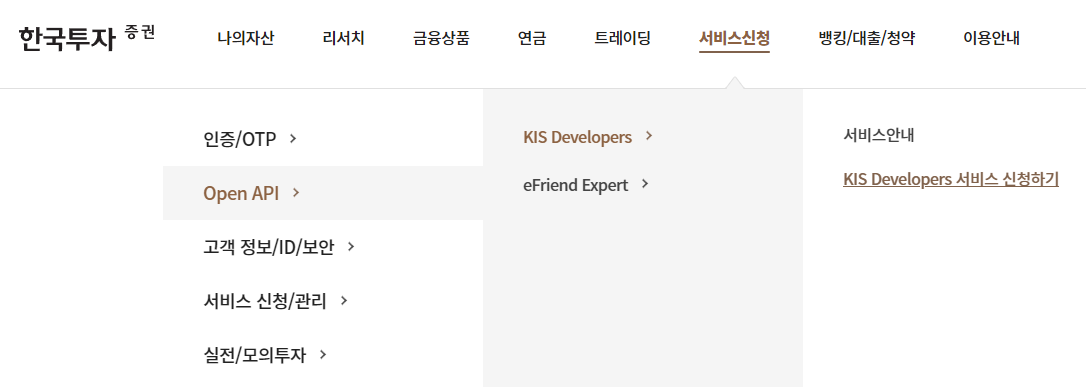 한국투자 증권
나의자산 리서치 금융상품 연금 트레이딩 서비스신청 뱅킹/대출/청약 이용안내
인증/OTP
Open API
고객 정보/ID/보안
서비스 신청/관리
실전/모의투자
KIS Developers
eFriend Expert
서비스안내
KIS Developers 서비스 신청하기